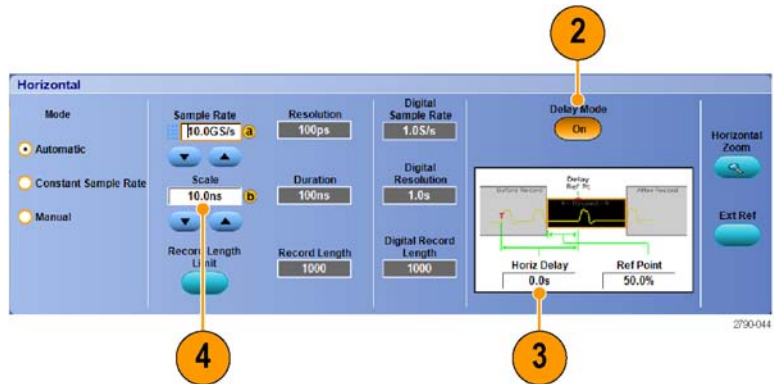 2
Horizontal
Mode
Automatic
Constant Sample Rate
Manual
Sample Rate
10.0GS/s
a
Scale
10.0ns
b
Record Length
Limit
Resolution
100ps
Duration
100ns
Record Length
1000
Digital
Sample Rate
1.0S/s
Digital
Resolution
1.0s
Digital Record
Length
1000
Delay Mode
On
Before Record
Delay
Ref Pt
After Record
T
Horiz Delay
0.0s
Ref Point
50.0%
Horizontal
Zoom
Ext Ref
2790-044
4
3